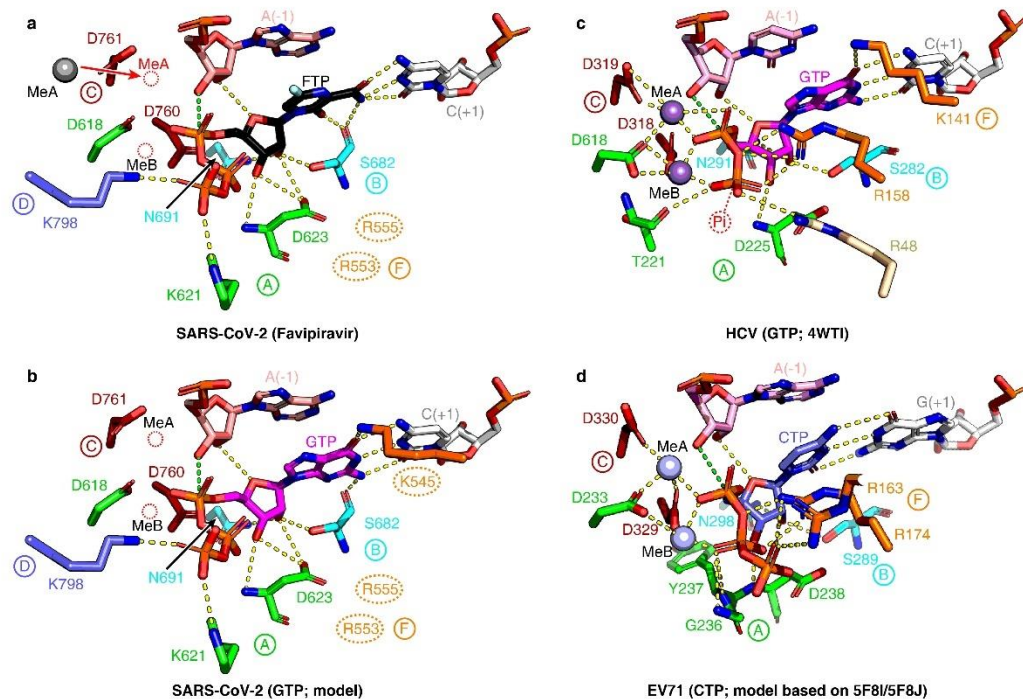 a
A(-1)
D761
MeA
FTP
MeA
C
C(+1)
D618
D760
MeB
S682
B
D
K798
N691
D623
R555
A
R553
F
K621
SARS-CoV-2 (Favipiravir)
c
A(-1)
C(+1)
D319
GTP
MeA
C
K141
F
D618
D318
N291
S282
B
MeB
R158
Pi
R48
T221
D225
A
HCV (GTP; 4WTI)
b
A(-1)
D761
C(+1)
MeA
GTP
C
D760
D618
K545
MeB
S682
B
D
K798
N691
D623
R555
A
R553
F
K621
SARS-CoV-2 (GTP; model)
d
A(-1)
G(+1)
D330
CTP
MeA
C
R163
D233
N298
F
D329
R174
MeB
S289
B
Y237
D238
G236
A
EV71 (CTP; model based on 5F8I/5F8J)